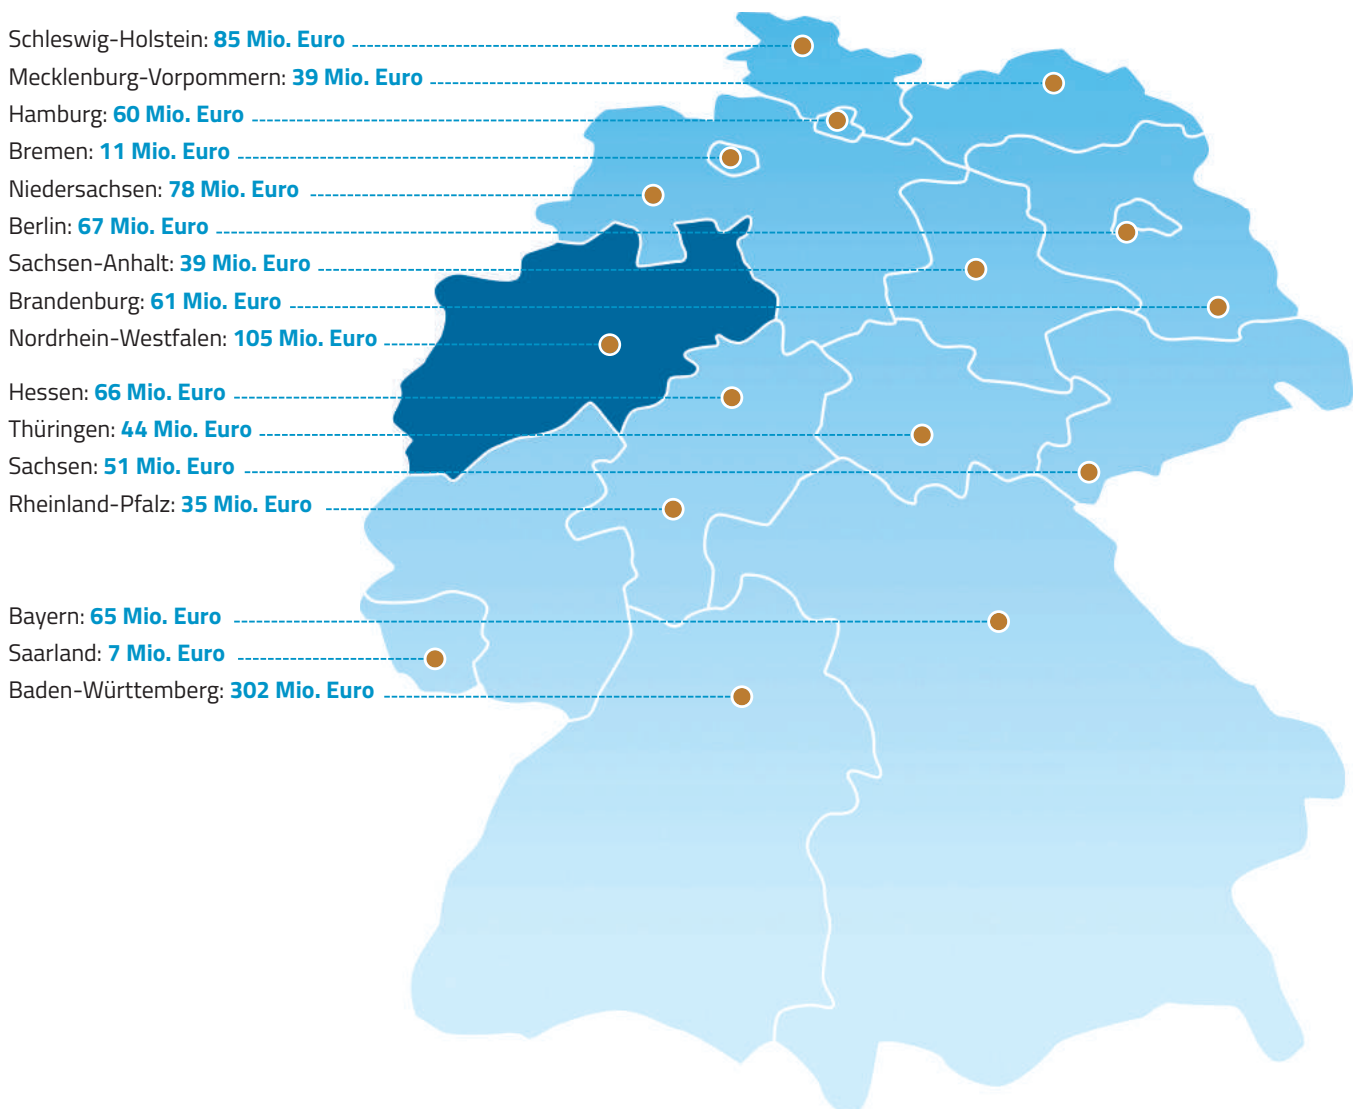 Schleswig-Holstein: 85 Mio. Euro
Mecklenburg-Vorpommern: 39 Mio. Euro
Hamburg: 60 Mio. Euro
Bremen: 11 Mio. Euro
Niedersachsen: 78 Mio. Euro
Berlin: 67 Mio. Euro
Sachsen-Anhalt: 39 Mio. Euro
Brandenburg: 61 Mio. Euro
Nordrhein-Westfalen: 105 Mio. Euro
Hessen: 66 Mio. Euro
Thüringen: 44 Mio. Euro
Sachsen: 51 Mio. Euro
Rheinland-Pfalz: 35 Mio. Euro
Bayern: 65 Mio. Euro
Saarland: 7 Mio. Euro
Baden-Württemberg: 302 Mio. Euro